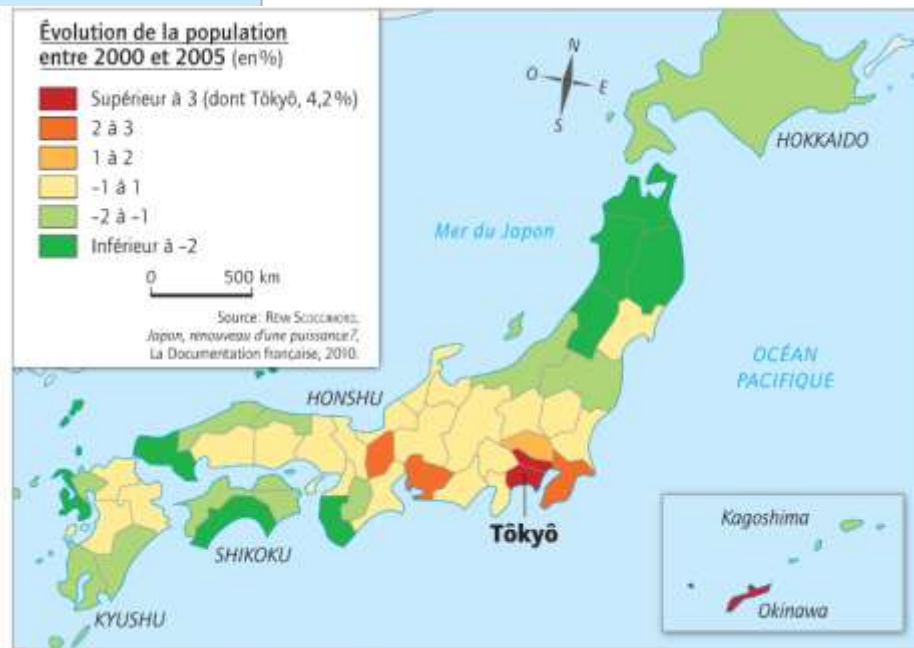 Évolution de la population
entre 2000 et 2005 (en %)
Supérieur à 3 (dont Tôkyô, 4,2 %)
2 à 3
1 à 2
–1 à 1
–2 à –1
Inférieur à –2
0 500 km
Source:
Japon, renouveau d'une puissance?,
La Documentation française, 2010.
N
O
E
S
HOKKAIDO
Mer du Japon
OCÉAN
PACIFIQUE
HONSHU
Tôkyô
SHIKOKU
KYUSHU
Kagoshima
Okinawa